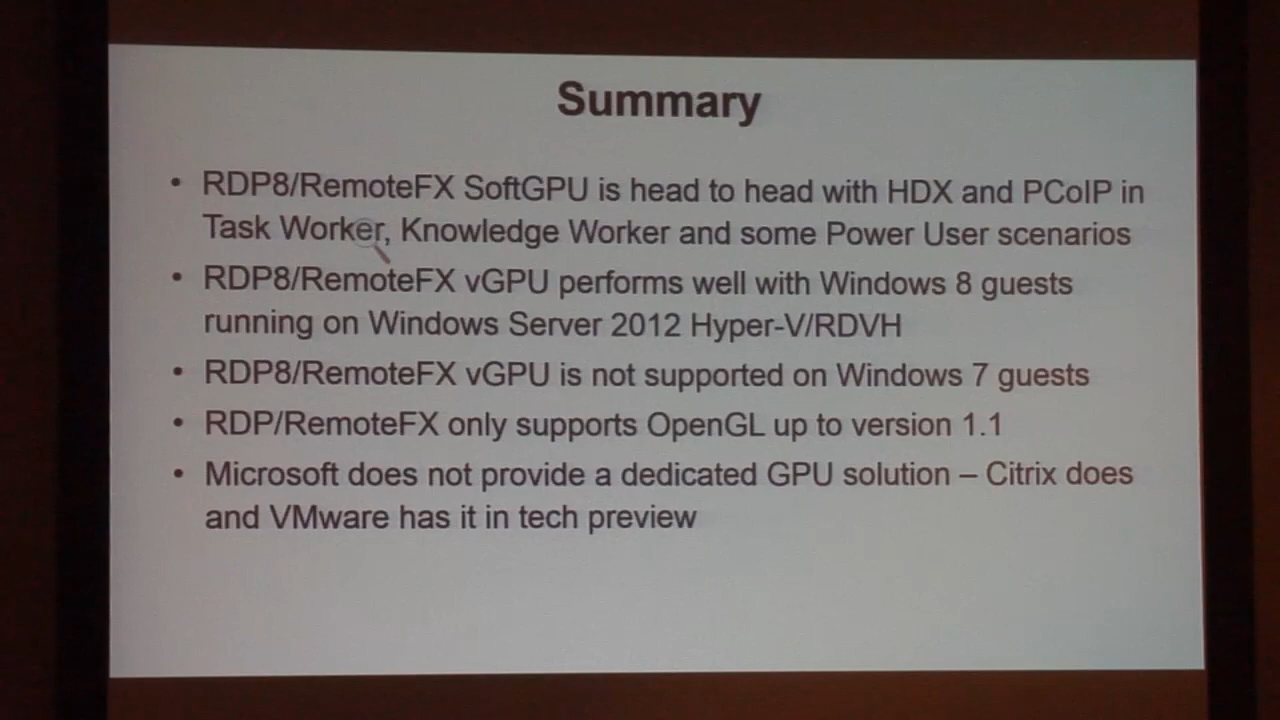 Summary
• RDP8/RemoteFX SoftGPU is head to head with HDX and PCoIP in
Task Worker, Knowledge Worker and some Power User scenarios
• RDP8/RemoteFX vGPU performs well with Windows 8 guests
running on Windows Server 2012 Hyper-V/RDVH
• RDP8/RemoteFX vGPU is not supported on Windows 7 guests
• RDP/RemoteFX only supports OpenGL up to version 1.1
• Microsoft does not provide a dedicated GPU solution – Citrix does
and VMware has it in tech preview